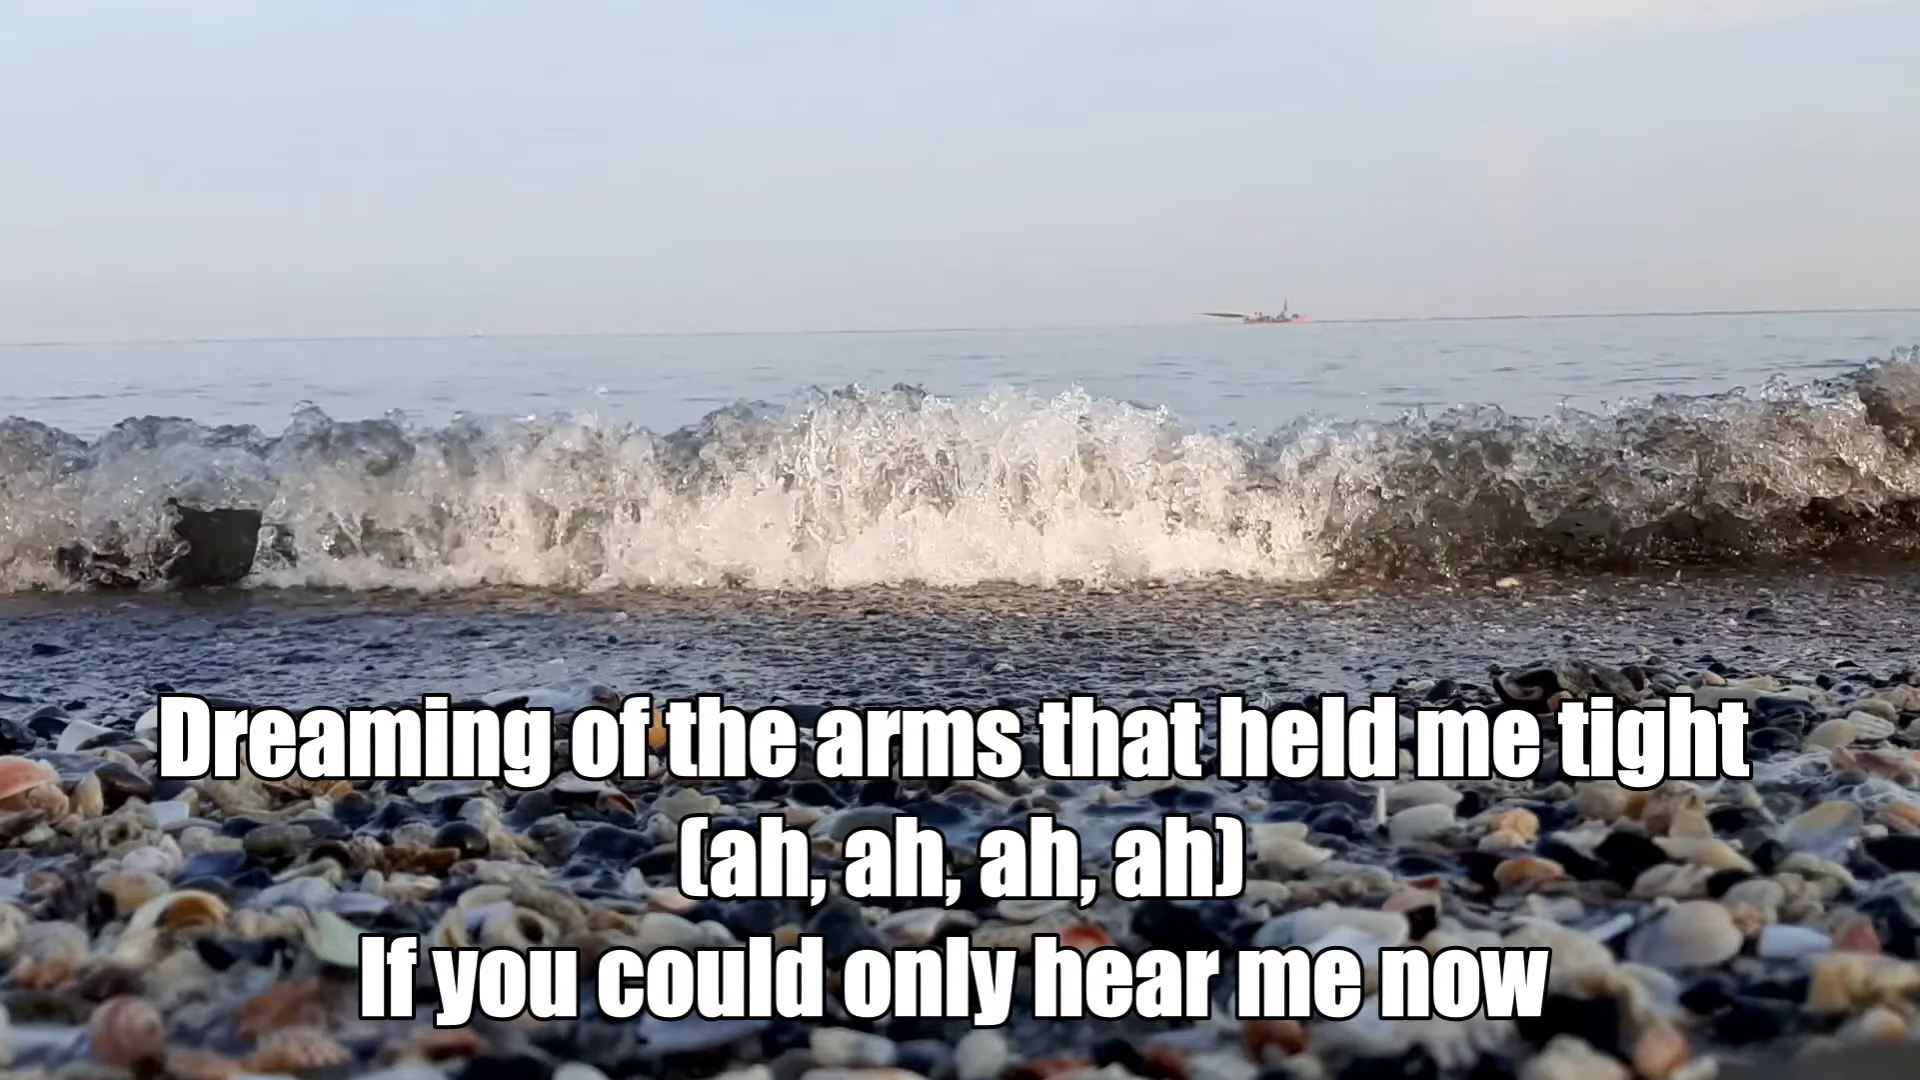 Dreaming of the arms that held me tight
(ah, ah, ah, ah)
If you could only hear me now